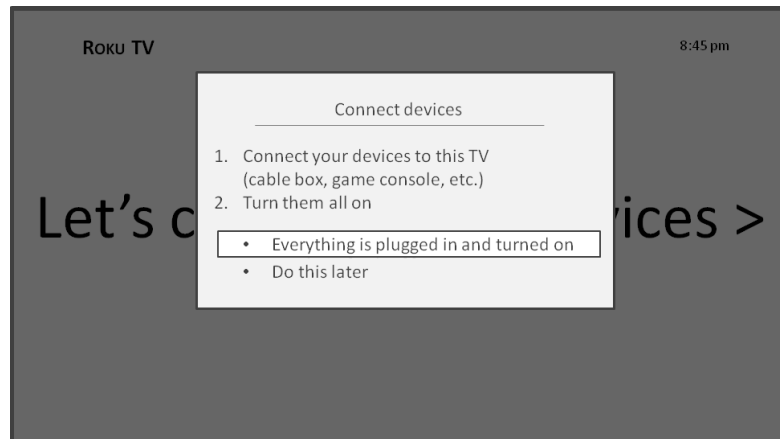 ROKU TV
8:45 pm
Connect devices
1. Connect your devices to this TV
(cable box, game console, etc.)
2. Turn them all on
Let's c ices >
• Everything is plugged in and turned on
• Do this later